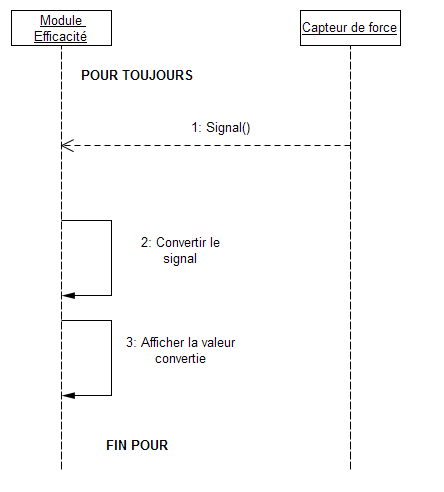 Module
Efficacité
Capteur de force
POUR TOUJOURS
1: Signal()
2: Convertir le
signal
3: Afficher la valeur
convertie
FIN POUR